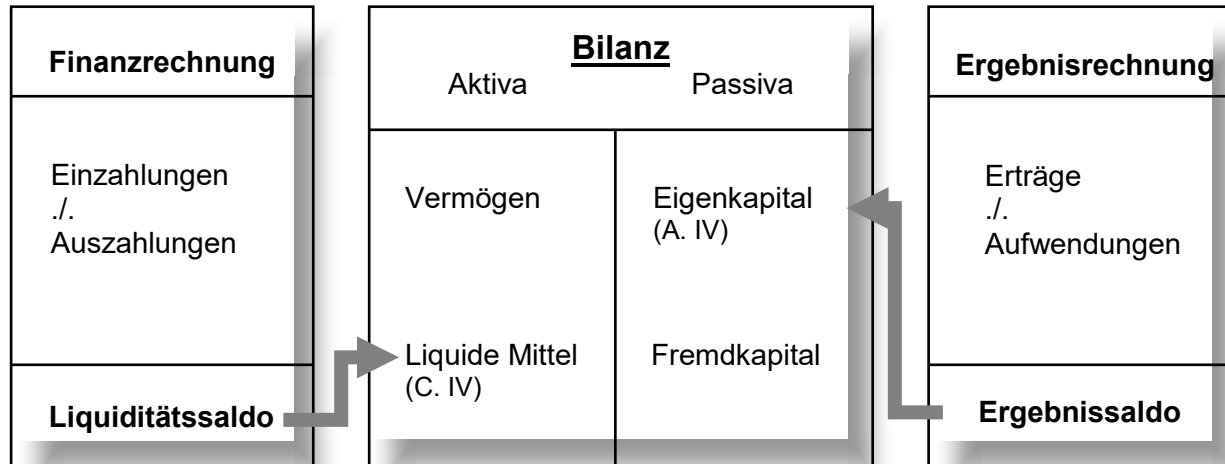 Finanzrechnung
Einzahlungen
./.
Auszahlungen
Liquiditätssaldo
Bilanz
Aktiva Passiva
Vermögen Eigenkapital
(A. IV)
Liquide Mittel Fremdkapital
(C. IV)
Ergebnisrechnung
Erträge
./.
Aufwendungen
Ergebnissaldo